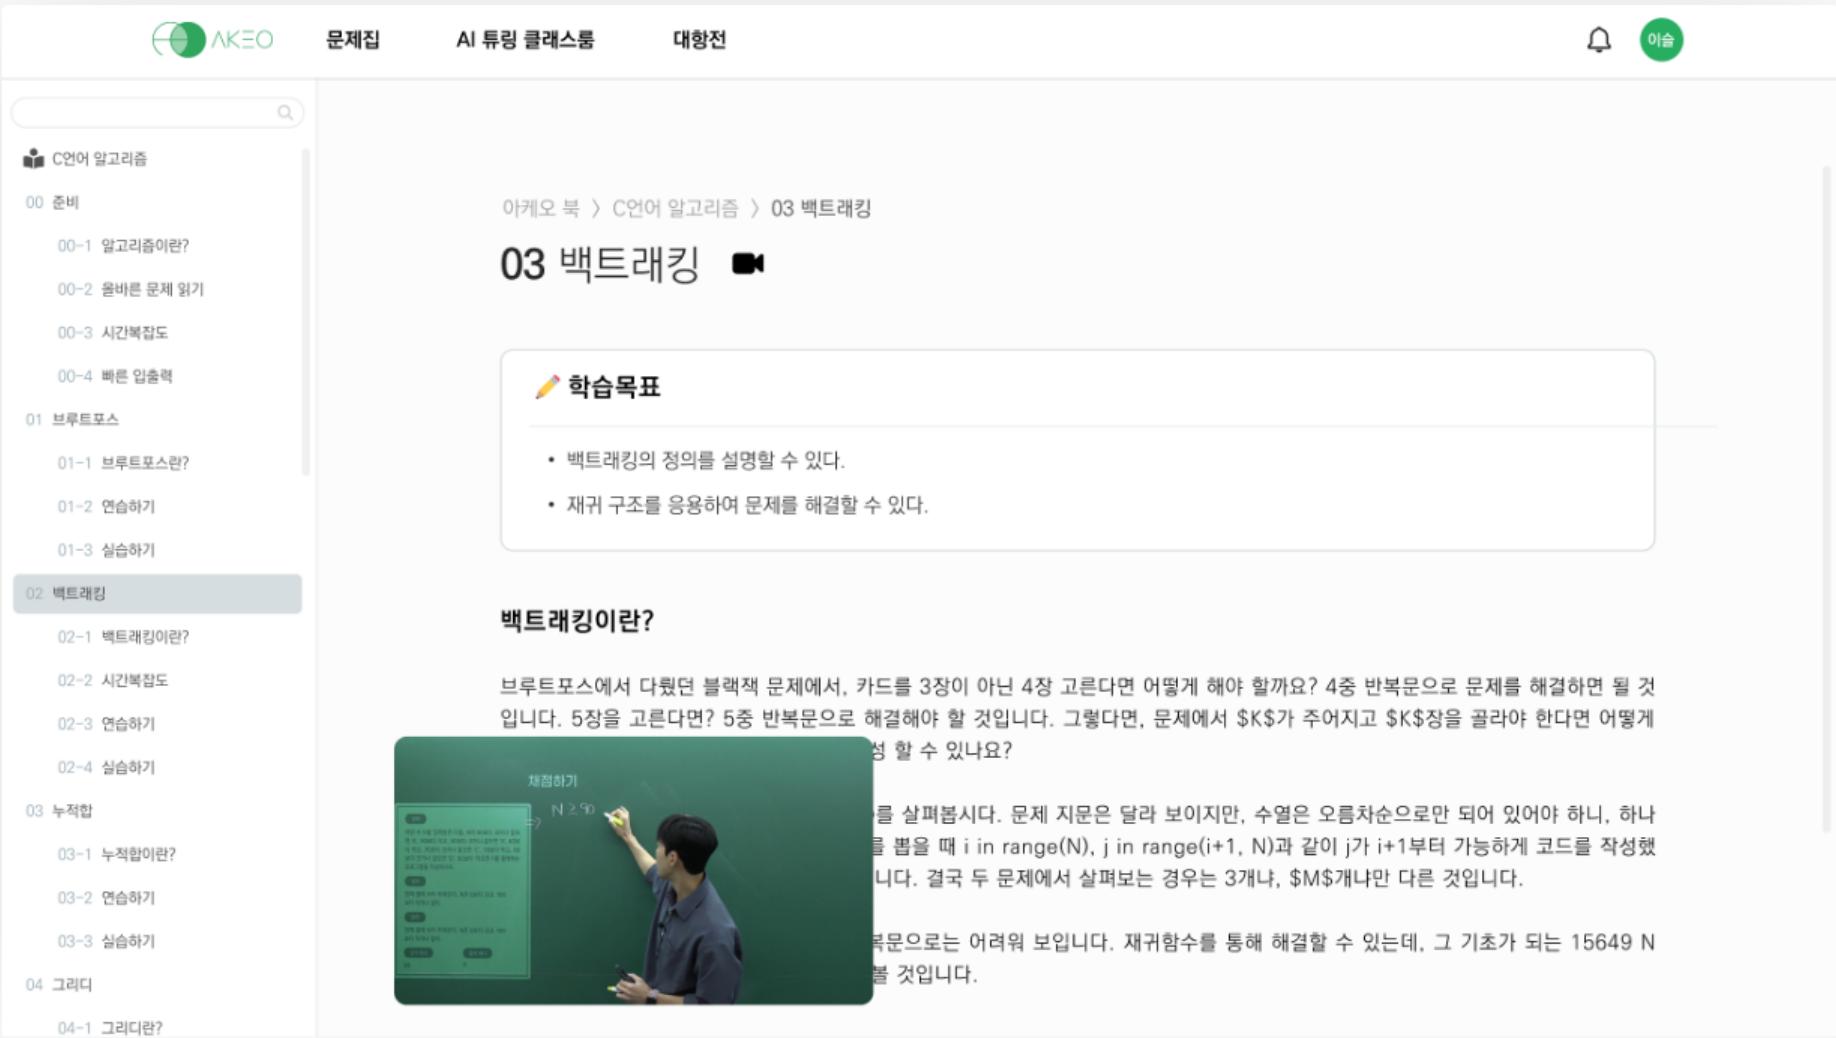 AKEO
문제집
AI 튜링 클래스룸
대항전
이슬
C언어 알고리즘
00 준비
00-1 알고리즘이란?
00-2 올바른 문제 읽기
00-3 시간복잡도
00-4 빠른 입출력
01 브루트포스
01-1 브루트포스란?
01-2 연습하기
01-3 실습하기
02 백트래킹
02-1 백트래킹이란?
02-2 시간복잡도
02-3 연습하기
02-4 실습하기
03 누적합
03-1 누적합이란?
03-2 연습하기
03-3 실습하기
04 그리디
04-1 그리디란?
아케오 북 〉 C언어 알고리즘 〉 03 백트래킹
03 백트래킹
학습목표
• 백트래킹의 정의를 설명할 수 있다.
• 재귀 구조를 응용하여 문제를 해결할 수 있다.
백트래킹이란?
브루트포스에서 다뤘던 블랙잭 문제에서, 카드를 3장이 아닌 4장 고른다면 어떻게 해야 할까요? 4중 반복문으로 문제를 해결하면 될 것
입니다. 5장을 고른다면? 5중 반복문으로 해결해야 할 것입니다. 그렇다면, 문제에서 $K$가 주어지고 $K$장을 골라야 한다면 어떻게
성 할 수 있나요?
를 살펴봅시다. 문제 지문은 달라 보이지만, 수열은 오름차순으로만 되어 있어야 하니, 하나
를 뽑을 때 i in range(N), j in range(i+1, N)과 같이 j가 i+1부터 가능하게 코드를 작성했
니다. 결국 두 문제에서 살펴보는 경우는 3개냐, $M$개냐만 다른 것입니다.
복문으로는 어려워 보입니다. 재귀함수를 통해 해결할 수 있는데, 그 기초가 되는 15649 N
볼 것입니다.
채점하기
N ≥ 90
⇒